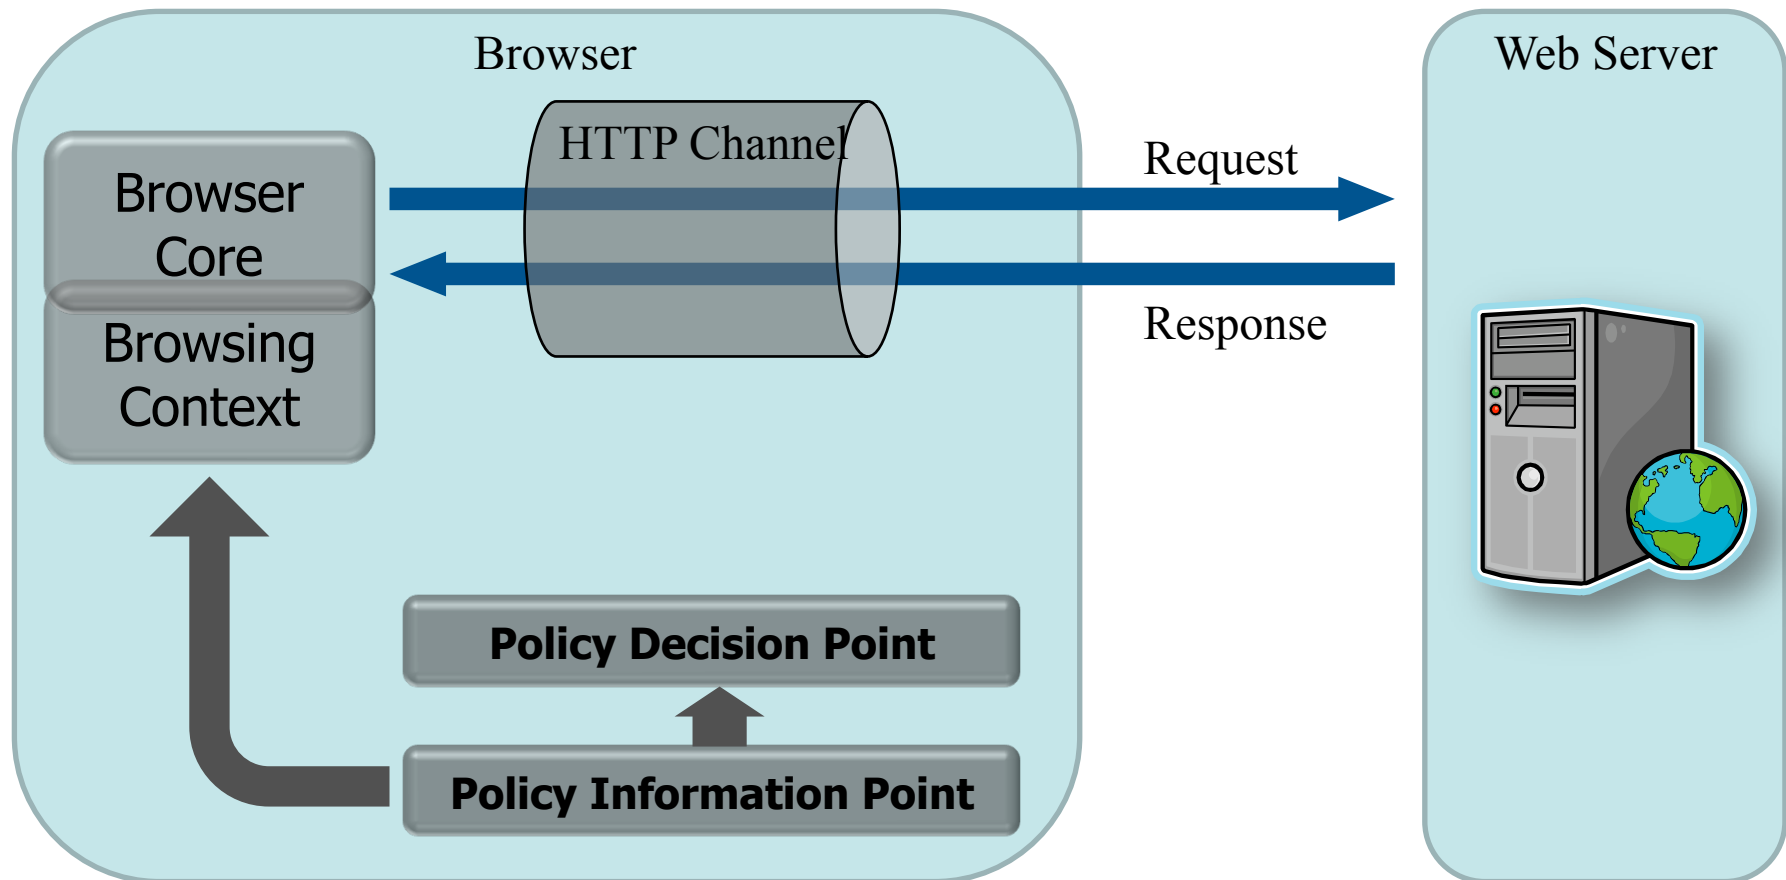 Browser
Web Server
HTTP Channel
Request
Browser
Core
Response
Browsing
Context
Policy Decision Point
Policy Information Point